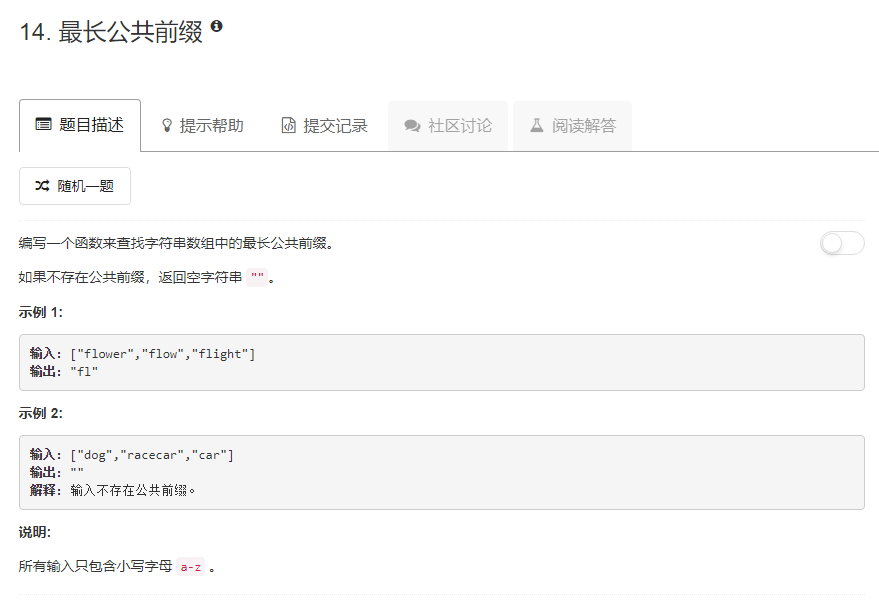 14. 最长公共前缀
题目描述 提示帮助 提交记录 社区讨论 阅读解答
随机一题
编写一个函数来查找字符串数组中的最长公共前缀。
如果不存在公共前缀，返回空字符串 ""。
示例 1:
输入: ["flower","flow","flight"]
输出: "fl"
示例 2:
输入: ["dog","racecar","car"]
输出: ""
解释: 输入不存在公共前缀。
说明:
所有输入只包含小写字母 a-z 。